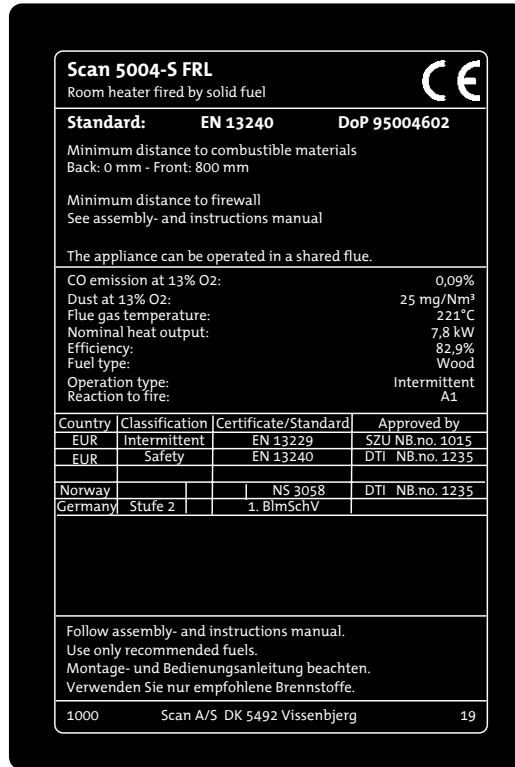 Scan 5004-S FRL
Room heater fired by solid fuel
CE
Standard: EN 13240 DoP 95004602
Minimum distance to combustible materials
Back: 0 mm - Front: 800 mm
Minimum distance to firewall
See assembly- and instructions manual
The appliance can be operated in a shared flue.
CO emission at 13% O2: 0,09%
Dust at 13% O2: 25 mg/Nm³
Flue gas temperature: 221°C
Nominal heat output: 7,8 kW
Efficiency: 82,9%
Fuel type: Wood
Operation type: Intermittent
Reaction to fire: A1
Country Classification Certificate/Standard Approved by
EUR Intermittent EN 13229 SZU NB.no. 1015
EUR Safety EN 13240 DTI NB.no. 1235
Norway NS 3058 DTI NB.no. 1235
Germany Stufe 2 1. BlmSchV
Follow assembly- and instructions manual.
Use only recommended fuels.
Montage- und Bedienungsanleitung beachten.
Verwenden Sie nur empfohlene Brennstoffe.
1000 Scan A/S DK 5492 Vissenbjerg 19